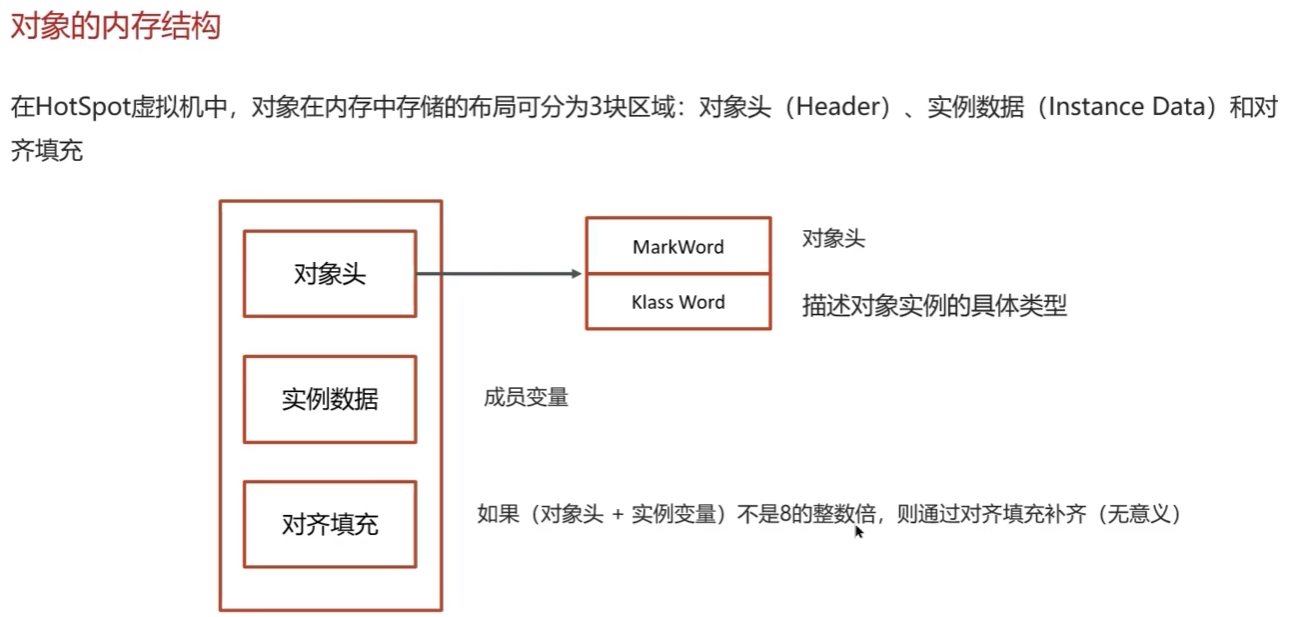 对象的内存结构
在HotSpot虚拟机中，对象在内存中存储的布局可分为3块区域：对象头（Header）、实例数据（Instance Data）和对
齐填充
对象头
MarkWord
对象头
Klass Word
描述对象实例的具体类型
实例数据
成员变量
对齐填充
如果（对象头 + 实例变量）不是8的整数倍，则通过对齐填充补齐（无意义）